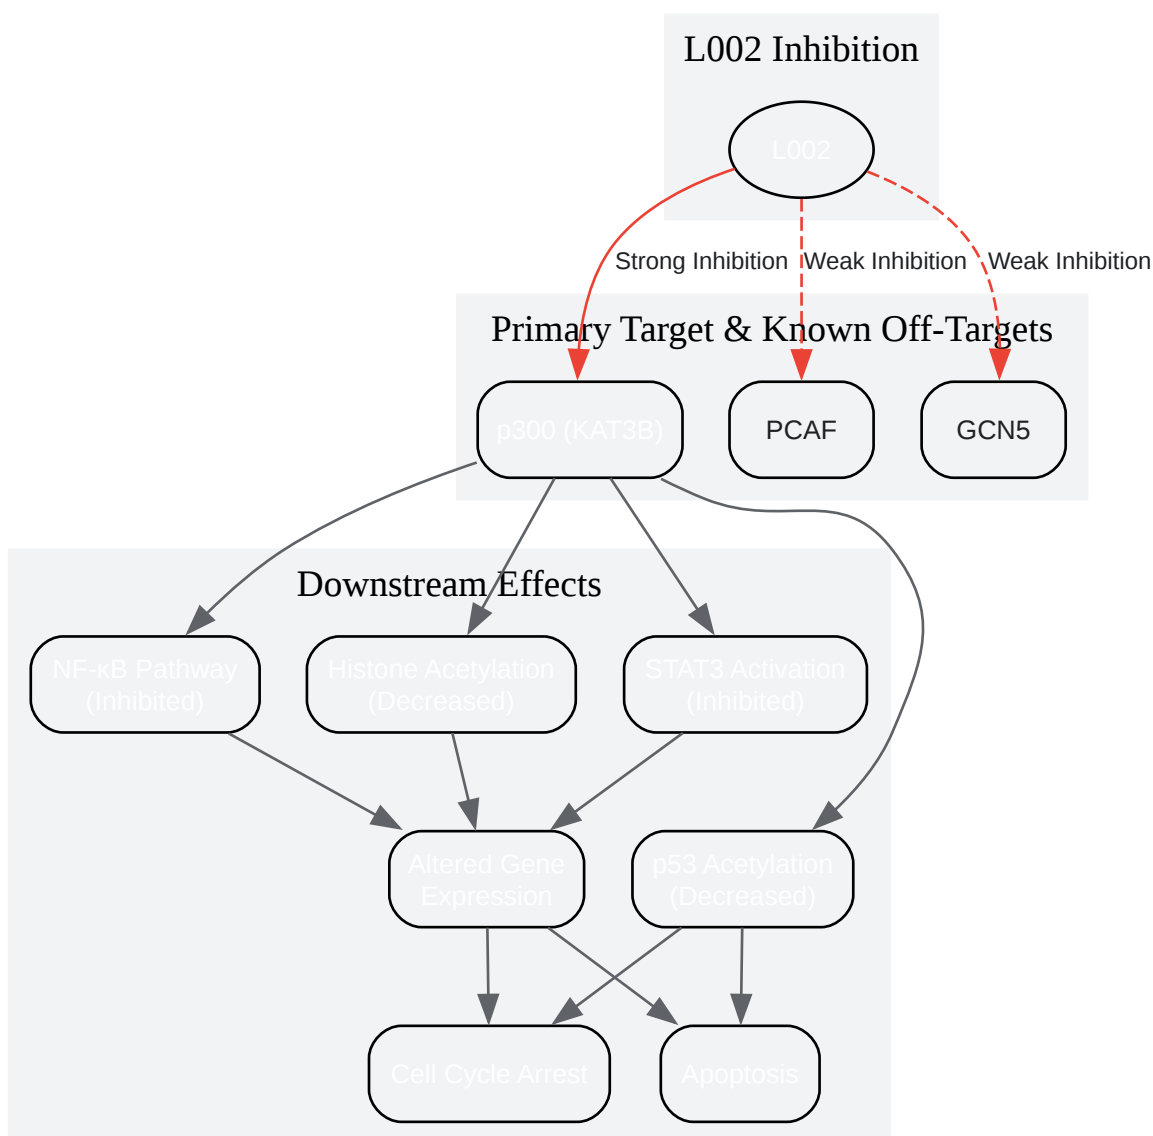 L002 Inhibition
L002
Strong Inhibition
Weak Inhibition
Weak Inhibition
Primary Target & Known Off-Targets
p300 (KAT3B)
PCAF
GCN5
Downstream Effects
NF-κB Pathway
(Inhibited)
Histone Acetylation
(Decreased)
STAT3 Activation
(Inhibited)
Altered Gene
Expression
p53 Acetylation
(Decreased)
Cell Cycle Arrest
Apoptosis